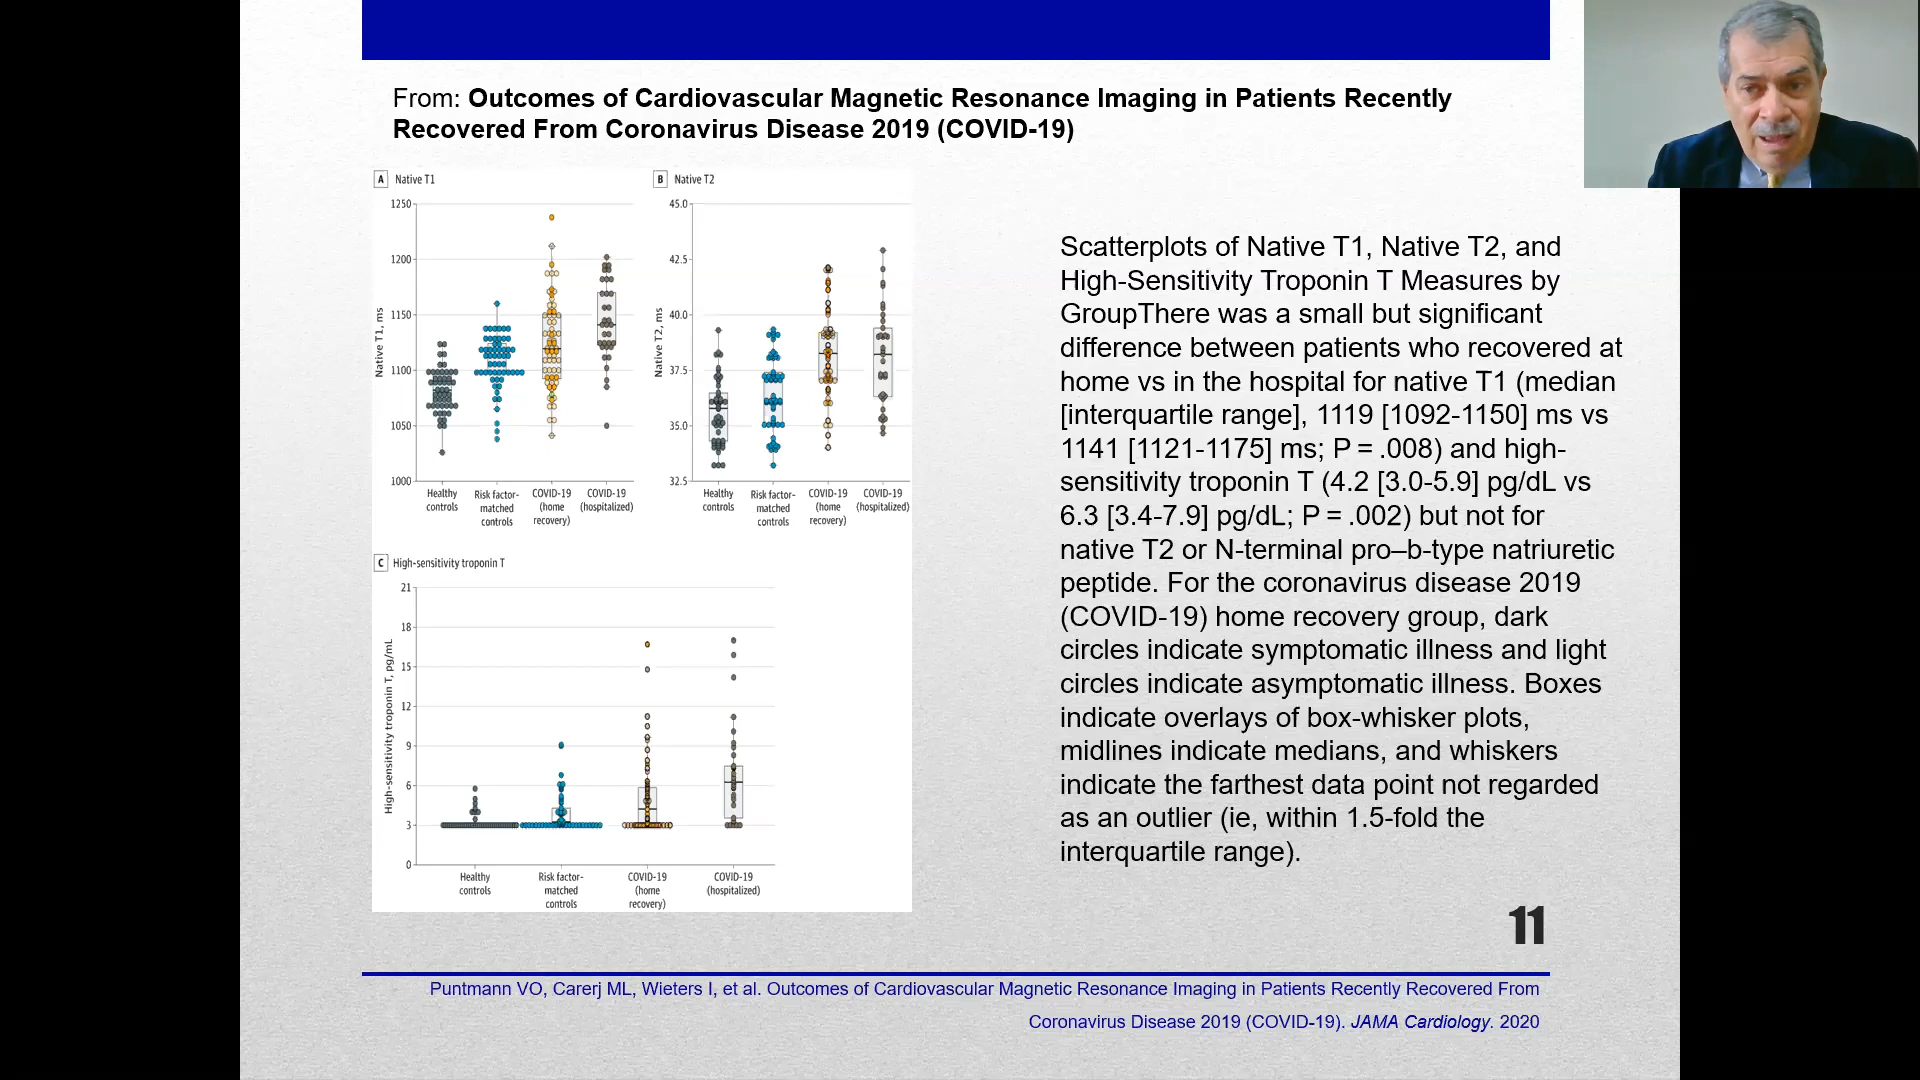 From: Outcomes of Cardiovascular Magnetic Resonance Imaging in Patients Recently
Recovered From Coronavirus Disease 2019 (COVID-19)
A Native T1
1250
1200
1150
1100
1050
1000
Native T1, ms
Healthy
controls
Risk factor-
matched
controls
COVID-19
(home
recovery)
COVID-19
(hospitalized)
B Native T2
45.0
42.5
40.0
37.5
35.0
32.5
Native T2, ms
Healthy
controls
Risk factor-
matched
controls
COVID-19
(home
recovery)
COVID-19
(hospitalized)
C High-sensitivity troponin T
21
18
15
12
9
6
3
0
High-sensitivity troponin T, pg/mL
Healthy
controls
Risk factor-
matched
controls
COVID-19
(home
recovery)
COVID-19
(hospitalized)
Scatterplots of Native T1, Native T2, and
High-Sensitivity Troponin T Measures by
GroupThere was a small but significant
difference between patients who recovered at
home vs in the hospital for native T1 (median
[interquartile range], 1119 [1092-1150] ms vs
1141 [1121-1175] ms; P = .008) and high-
sensitivity troponin T (4.2 [3.0-5.9] pg/dL vs
6.3 [3.4-7.9] pg/dL; P = .002) but not for
native T2 or N-terminal pro–b-type natriuretic
peptide. For the coronavirus disease 2019
(COVID-19) home recovery group, dark
circles indicate symptomatic illness and light
circles indicate asymptomatic illness. Boxes
indicate overlays of box-whisker plots,
midlines indicate medians, and whiskers
indicate the farthest data point not regarded
as an outlier (ie, within 1.5-fold the
interquartile range).
11
Puntmann VO, Carerj ML, Wieters I, et al. Outcomes of Cardiovascular Magnetic Resonance Imaging in Patients Recently Recovered From
Coronavirus Disease 2019 (COVID-19). JAMA Cardiology. 2020